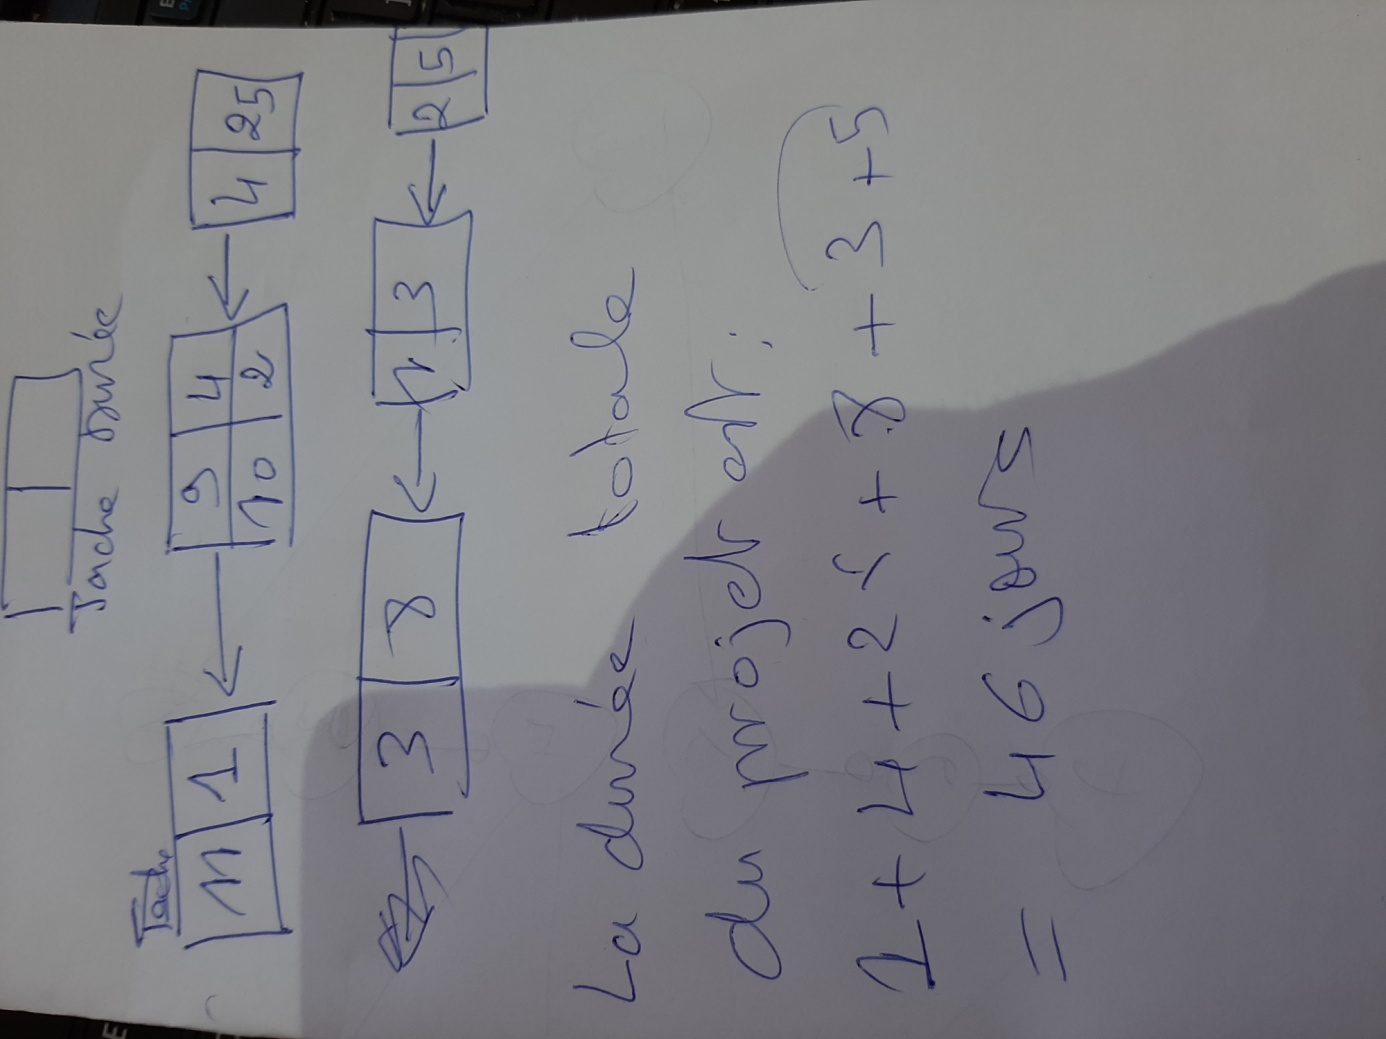 Tache Durée
Tache
11 1
9 4
10 2
4 25
3 8
1 3
2 5
La durée totale
du projet est :
1 + 4 + 25 + 8 + 3 + 5
= 46 jours